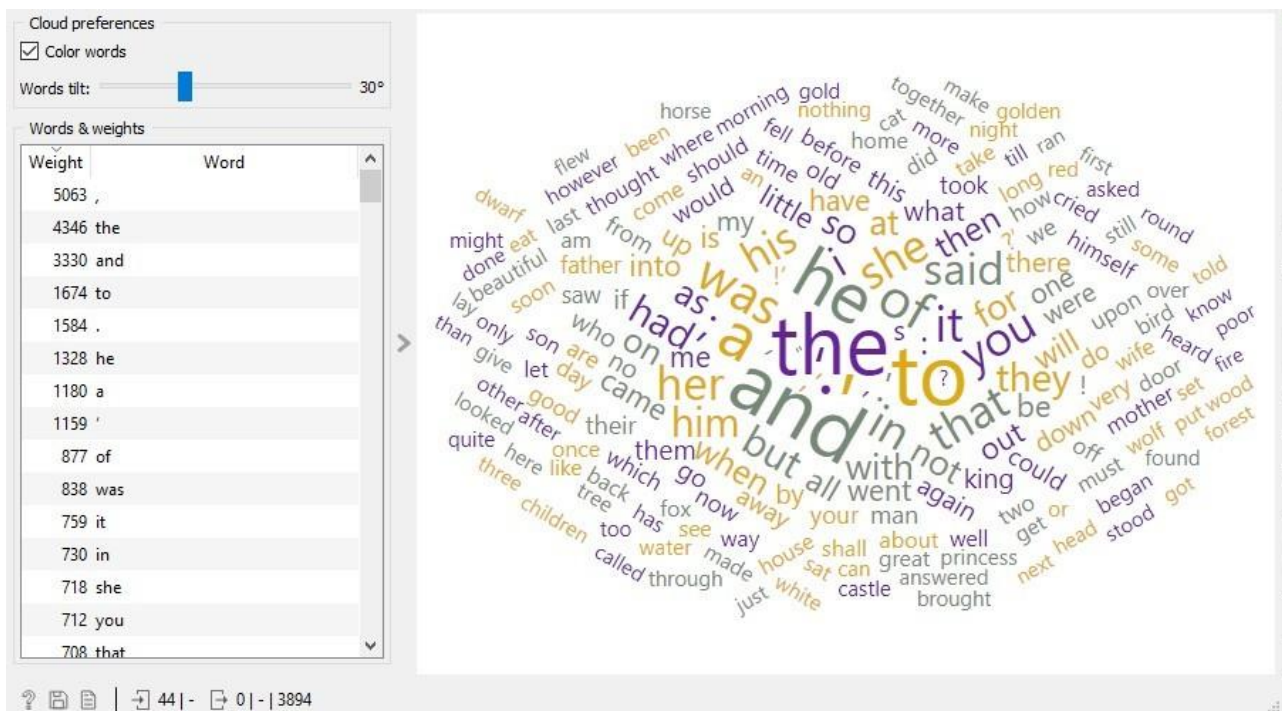 Cloud preferences
Color words
Words tilt: 30°
Words & weights
Weight Word
5063 ,
4346 the
3330 and
1674 to
1584 .
1328 he
1180 a
1159 ‘
877 of
838 was
759 it
730 in
718 she
712 you
708 that
44 | - 0 | - | 3894
make
together
golden
gold
morning
nothing
horse
cat
more
night
home
where
been
fell
before
did
take
till
ran
first
flew
however
thought
should
time
old
this
took
long
red
asked
dwarf
last
come
would
an
little
so
have
at
what
then
how
cried
round
might
eat
am
from
up
is
my
his
i
she
said
?’
we
still
some
told
done
beautiful
father
into
!’
he
of
there
himself
lay
soon
saw
if
as
.
was
the
s
:
it
for
one
were
upon
over
bird
know
poor
than
only
son
who
on
had
,
a
me
to
you
will
do
wife
heard
fire
give
let
day
are
no
came
her
and
?
they
!
very
door
mother
set
other
after
good
their
him
in
that
be
down
wolf
put
wood
looked
quite
here
once
like
which
them
when
but
all
with
not
out
could
off
must
found
forest
three
back
tree
has
go
now
away
by
went
again
king
two
or
began
got
children
too
fox
see
way
your
man
get
head
stood
next
called
water
made
house
shall
about
well
through
sat
can
great
princess
just
white
castle
answered
brought